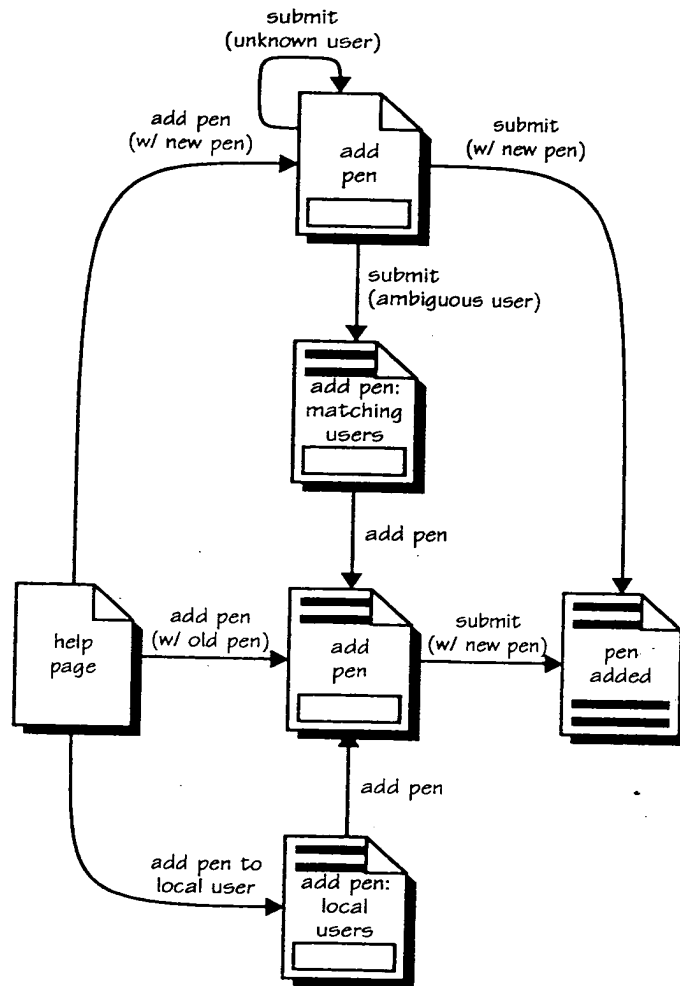 submit
(unknown user)
add pen
(w/ new pen)
submit
(w/ new pen)
add
pen
submit
(ambiguous user)
add pen:
matching
users
add pen
help
page
add pen
(w/ old pen)
add
pen
submit
(w/ new pen)
pen
added
add pen
add pen to
local user
add pen:
local
users